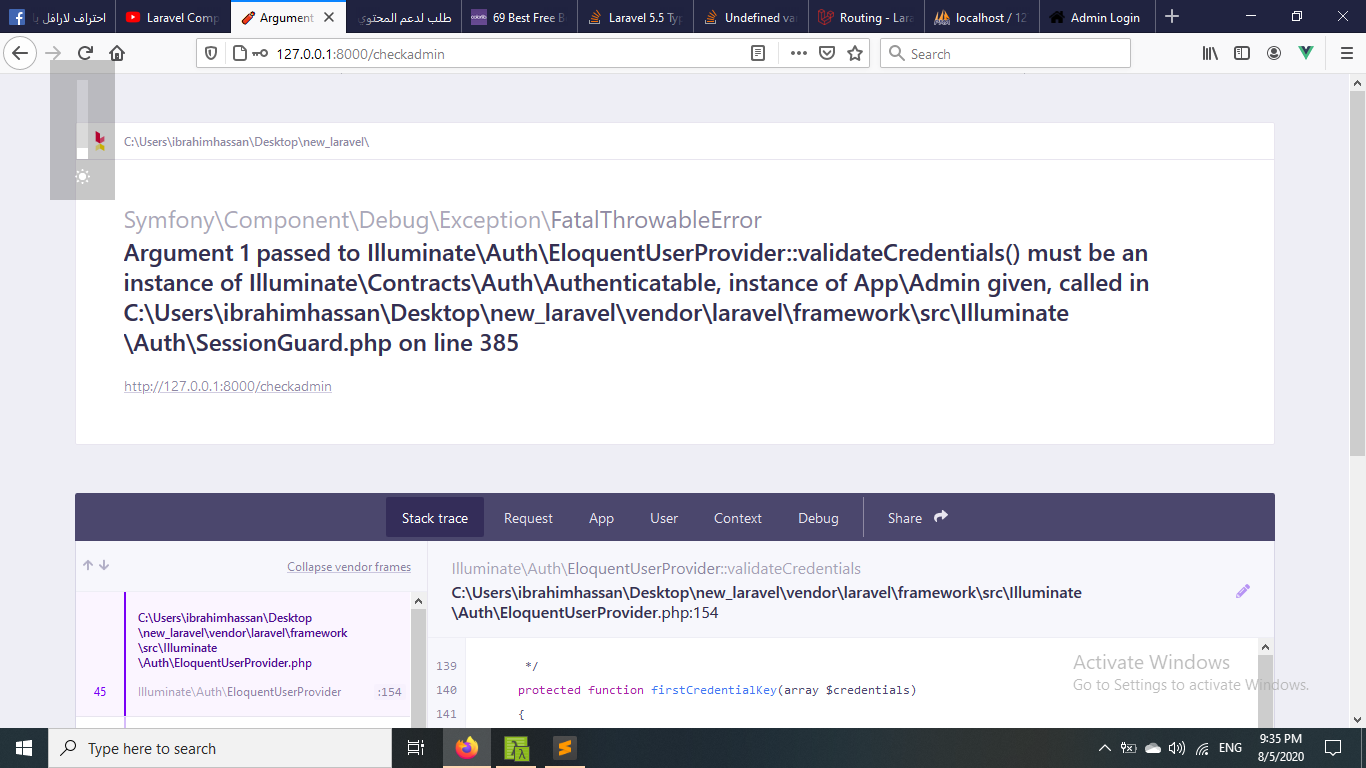 احتراف لارافل با
Laravel Comp
Argument
طلب لدعم المحتوي
69 Best Free B
Laravel 5.5 Typ
Undefined va
Routing - Lara
localhost / 12
Admin Login
127.0.0.1:8000/checkadmin
Search
C:\Users\ibrahimhassan\Desktop\new_laravel\
Symfony\Component\Debug\Exception\FatalThrowableError
Argument 1 passed to Illuminate\Auth\EloquentUserProvider::validateCredentials() must be an
instance of Illuminate\Contracts\Auth\Authenticatable, instance of App\Admin given, called in
C:\Users\ibrahimhassan\Desktop\new_laravel\vendor\laravel\framework\src\Illuminate
\Auth\SessionGuard.php on line 385
http://127.0.0.1:8000/checkadmin
Stack trace
Request
App
User
Context
Debug
Share
Collapse vendor frames
C:\Users\ibrahimhassan\Desktop
\new_laravel\vendor\laravel\framework
\src\Illuminate
\Auth\EloquentUserProvider.php
45 Illuminate\Auth\EloquentUserProvider :154
Illuminate\Auth\EloquentUserProvider::validateCredentials
C:\Users\ibrahimhassan\Desktop\new_laravel\vendor\laravel\framework\src\Illuminate
\Auth\EloquentUserProvider.php:154
139 */
140 protected function firstCredentialKey(array $credentials)
141 {
Activate Windows
Go to Settings to activate Windows.
Type here to search
ENG
9:35 PM
8/5/2020